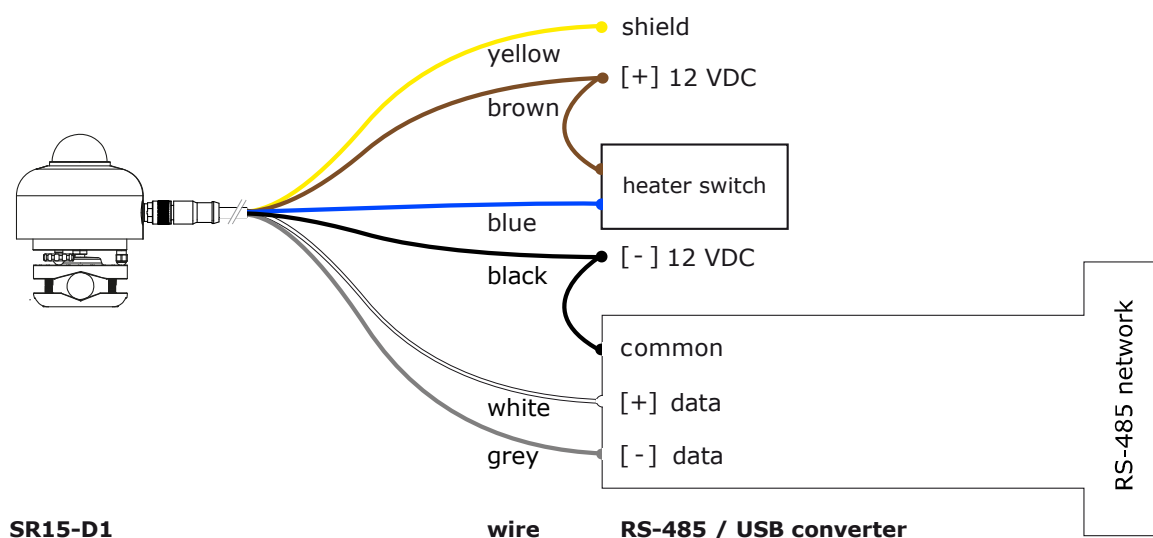 shield
yellow
[+] 12 VDC
brown
heater switch
blue
[-] 12 VDC
black
common
white
[+] data
grey
[-] data
RS-485 network
SR15-D1 wire RS-485 / USB converter